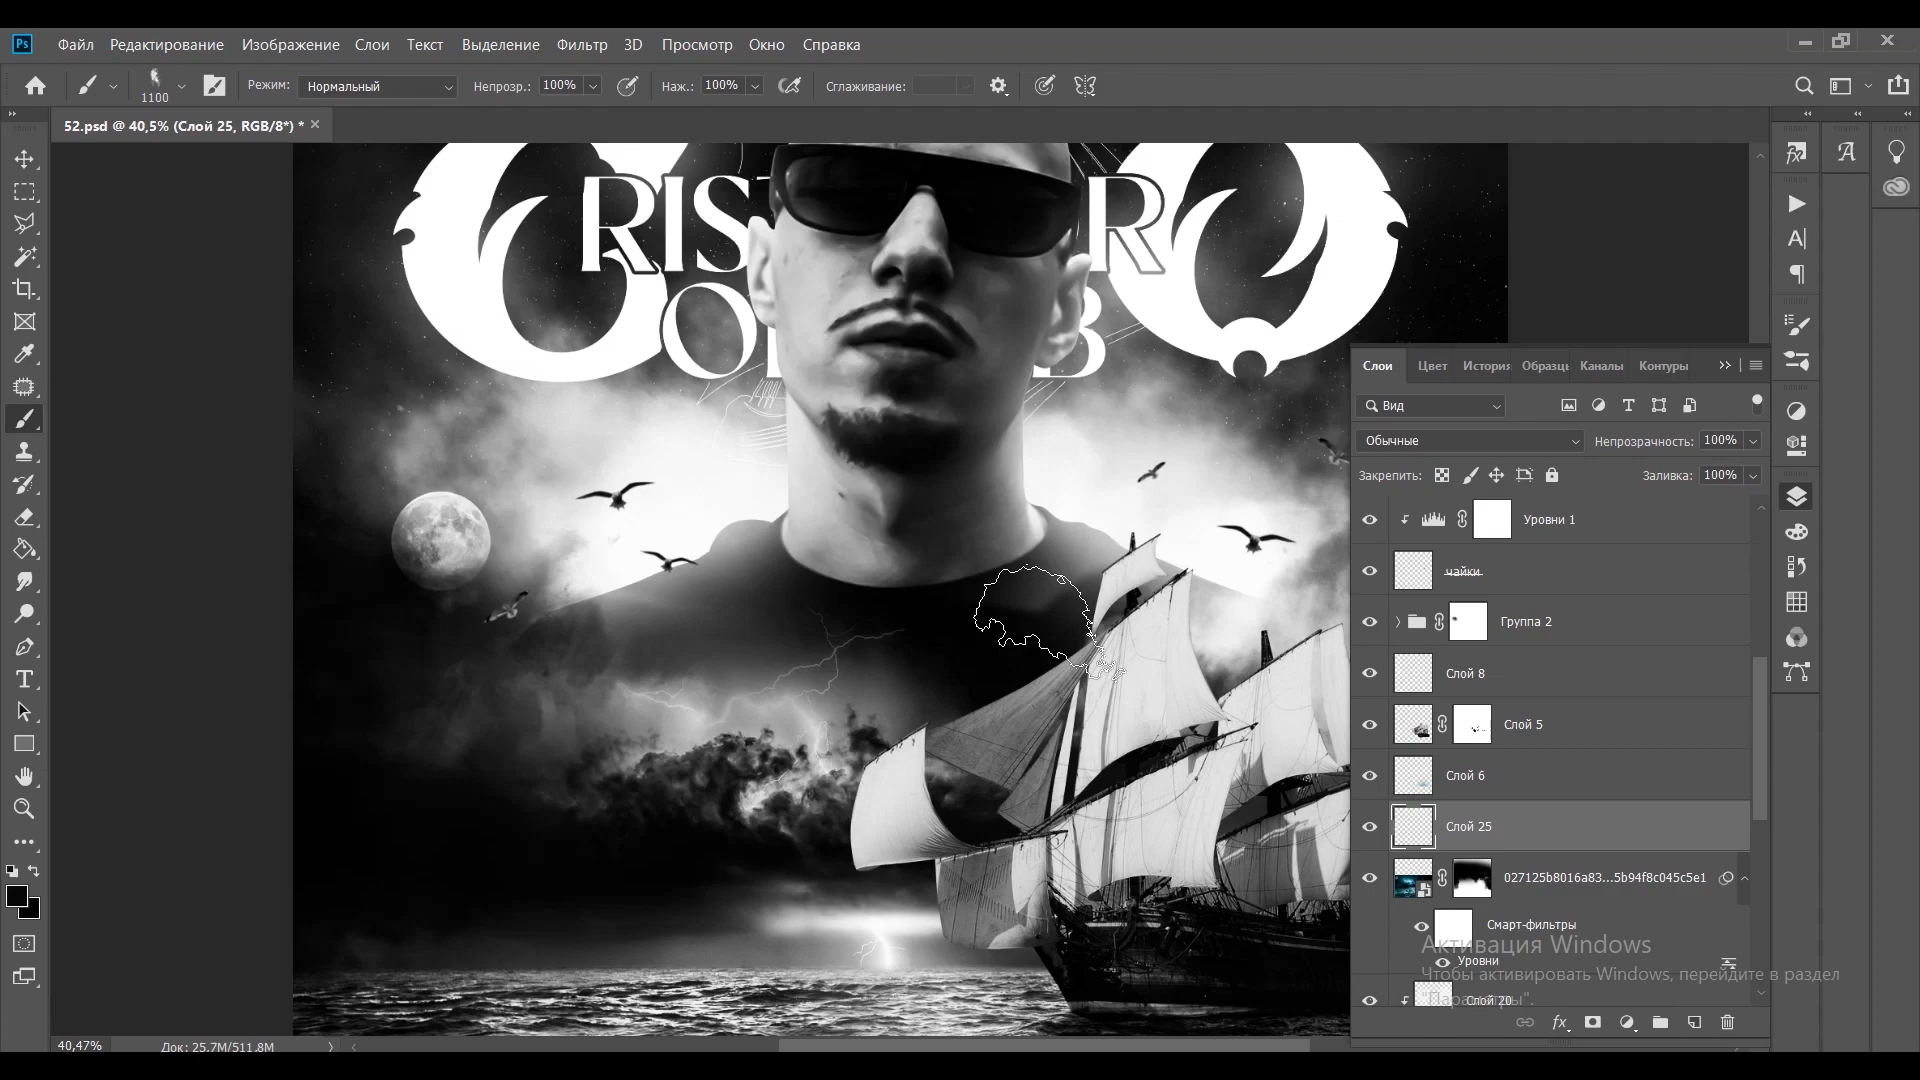 Ps Файл Редактирование Изображение Слои Текст Выделение Фильтр 3D Просмотр Окно Справка
1100 Режим: Нормальный Непрозр.: 100% Наж.: 100% Сглаживание:
52.psd @ 40,5% (Слой 25, RGB/8*) *
RIS R
O B
Слои Цвет История Образцы Каналы Контуры
Вид
Обычные Непрозрачность: 100%
Закрепить: Заливка: 100%
Уровни 1
чайки
Группа 2
Слой 8
Слой 5
Слой 6
Слой 25
027125b8016a83...5b94f8c045c5e1
Смарт-фильтры
Активация Windows
Уровни
Чтобы активировать Windows, перейдите в раздел
"Параметры".
Слой 20
40,47% Док: 25,7M/511,8M